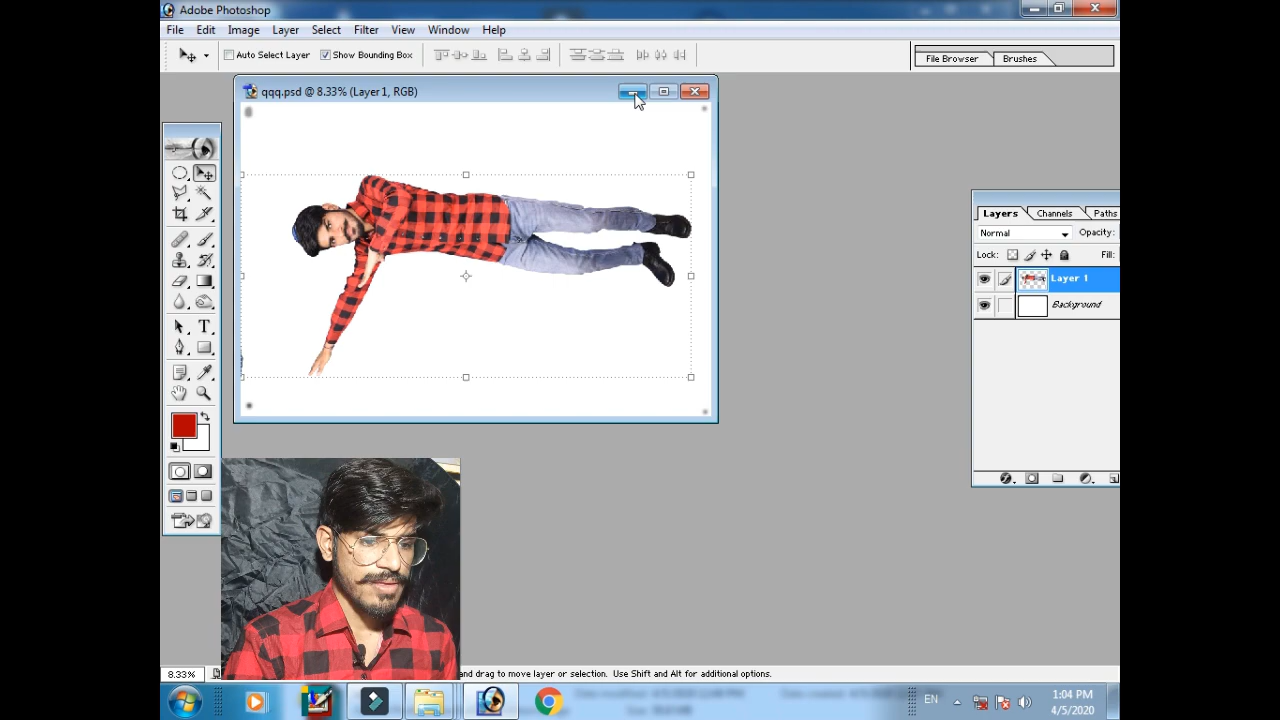 Adobe Photoshop
File Edit Image Layer Select Filter View Window Help
Auto Select Layer Show Bounding Box
File Browser Brushes
qqq.psd @ 8.33% (Layer 1, RGB)
Layers Channels Paths
Normal Opacity:
Lock: Fill:
Layer 1
Background
8.33% and drag to move layer or selection. Use Shift and Alt for additional options.
EN
1:04 PM
4/5/2020